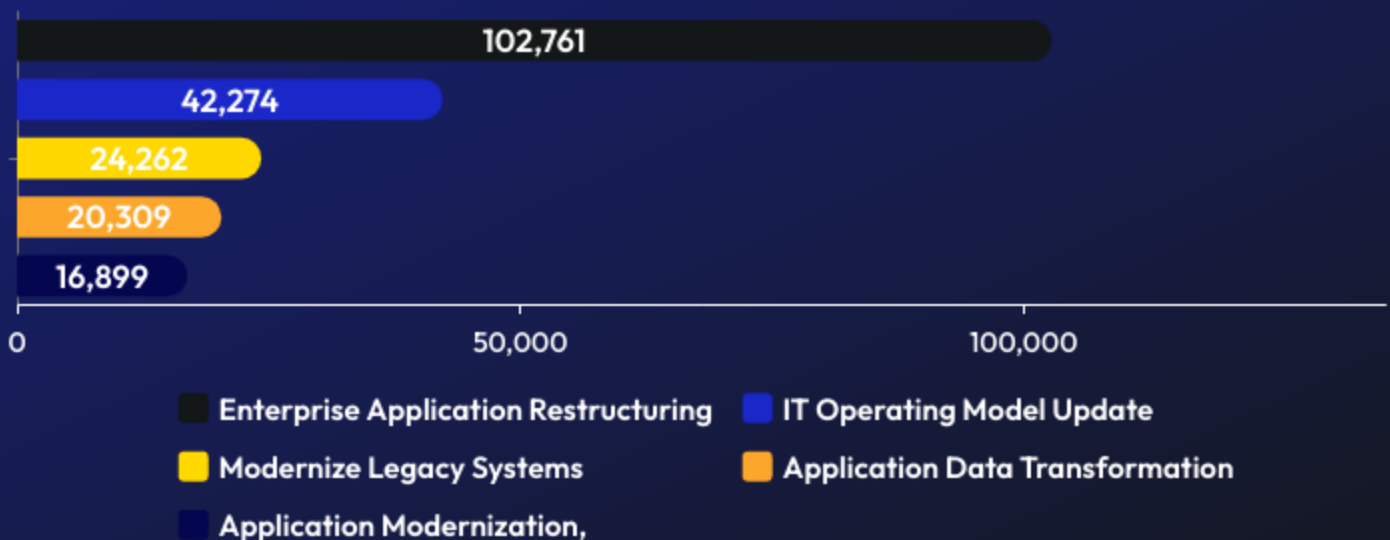 102,761
42,274
24,262
20,309
16,899
0 50,000 100,000
Enterprise Application Restructuring IT Operating Model Update
Modernize Legacy Systems Application Data Transformation
Application Modernization,